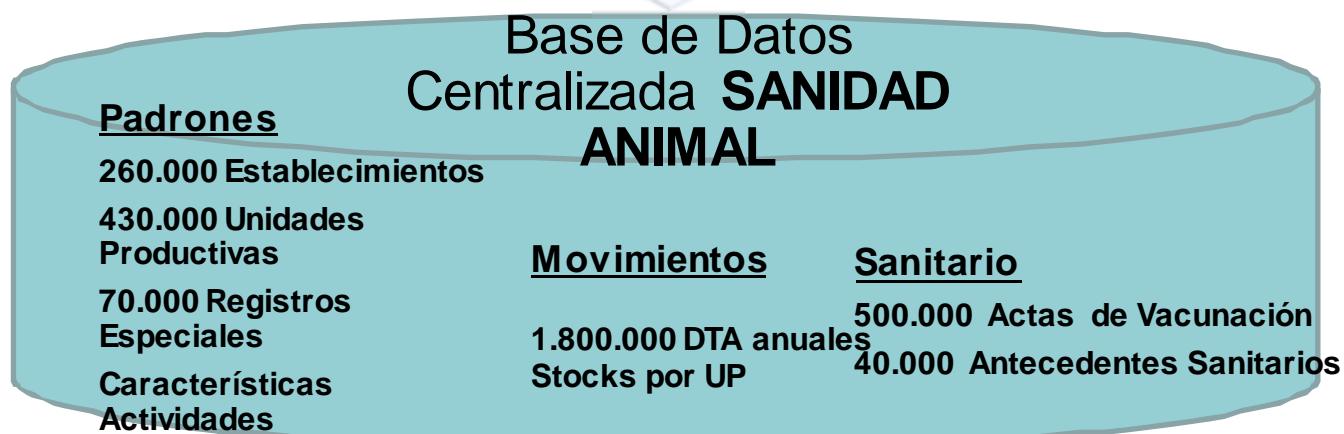 Base de Datos
Centralizada SANIDAD
ANIMAL
Padrones
260.000 Establecimientos
430.000 Unidades
Productivas
70.000 Registros
Especiales
Características
Actividades
Movimientos
1.800.000 DTA anuales
Stocks por UP
Sanitario
500.000 Actas de Vacunación
40.000 Antecedentes Sanitarios